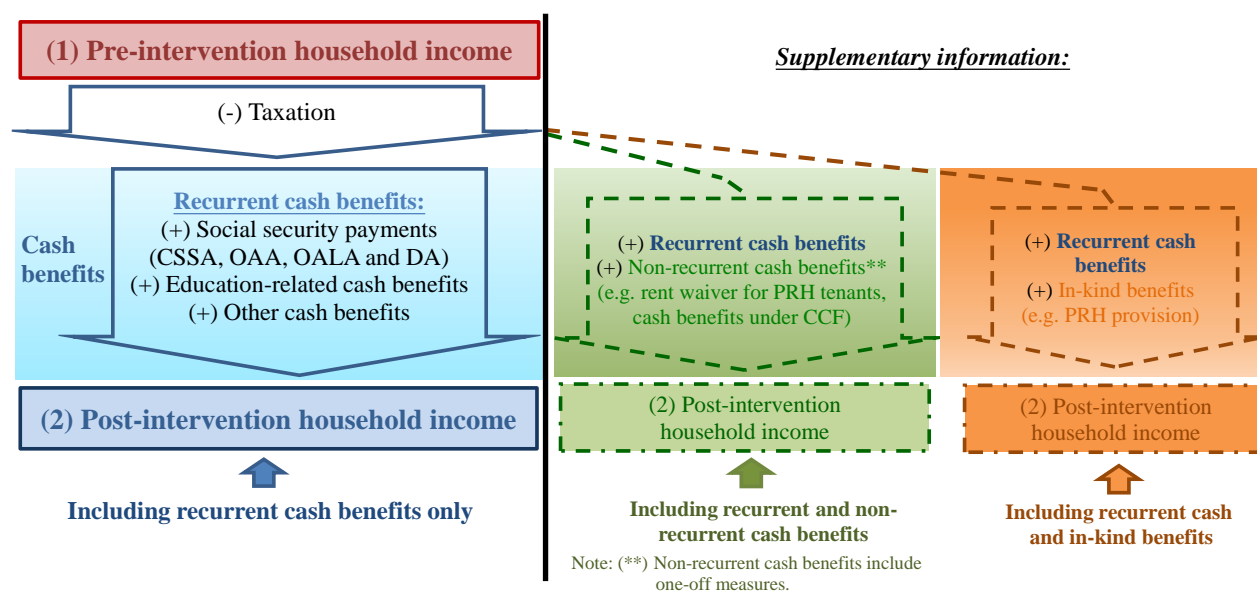 (1) Pre-intervention household income
(-) Taxation
Cash
benefits
Recurrent cash benefits:
(+) Social security payments
(CSSA, OAA, OALA and DA)
(+) Education-related cash benefits
(+) Other cash benefits
(2) Post-intervention household income
Including recurrent cash benefits only
Supplementary information:
(+) Recurrent cash benefits
(+) Non-recurrent cash benefits**
(e.g. rent waiver for PRH tenants,
cash benefits under CCF)
(2) Post-intervention
household income
Including recurrent and non-
recurrent cash benefits
Note: (**) Non-recurrent cash benefits include
one-off measures.
(+) Recurrent cash
benefits
(+) In-kind benefits
(e.g. PRH provision)
(2) Post-intervention
household income
Including recurrent cash
and in-kind benefits